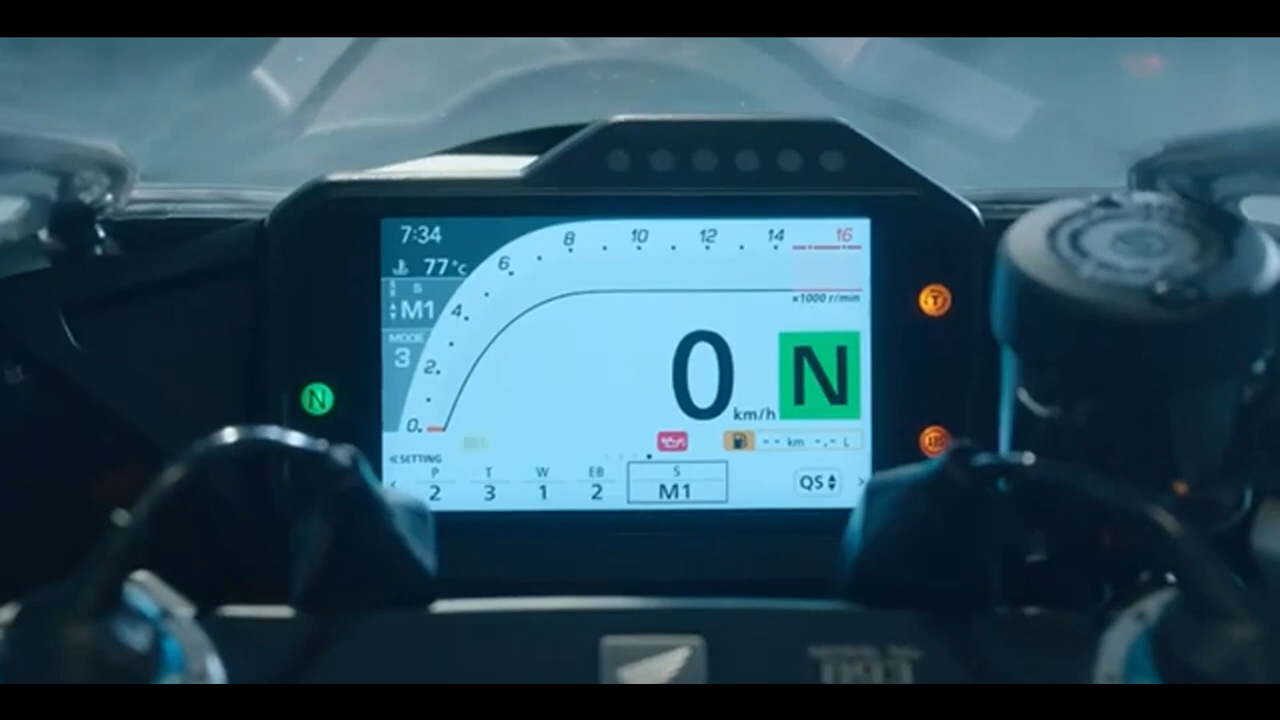 7:34
77°c
S
M1
MODE
3
0.
2.
4.
6.
8
10
12
14
16
x1000 r/min
0
km/h
N
N
T
-- km -.- L
≪SETTING
P T W EB S
2 3 1 2 M1
QS
093